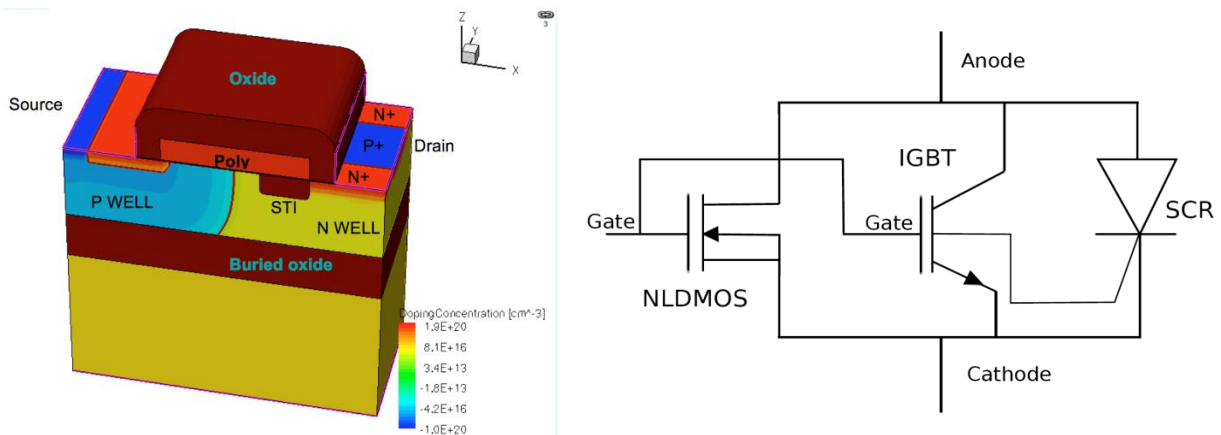 Z
Y
X
3
Oxide
Source
N+
P+
Drain
N+
Poly
P WELL
STI
N WELL
Buried oxide
DopingConcentration [cm^-3]
1.9E+20
8.1E+16
3.4E+13
-1.8E+13
-4.2E+16
-1.0E+20
Anode
IGBT
SCR
Gate
Gate
NLDMOS
Cathode